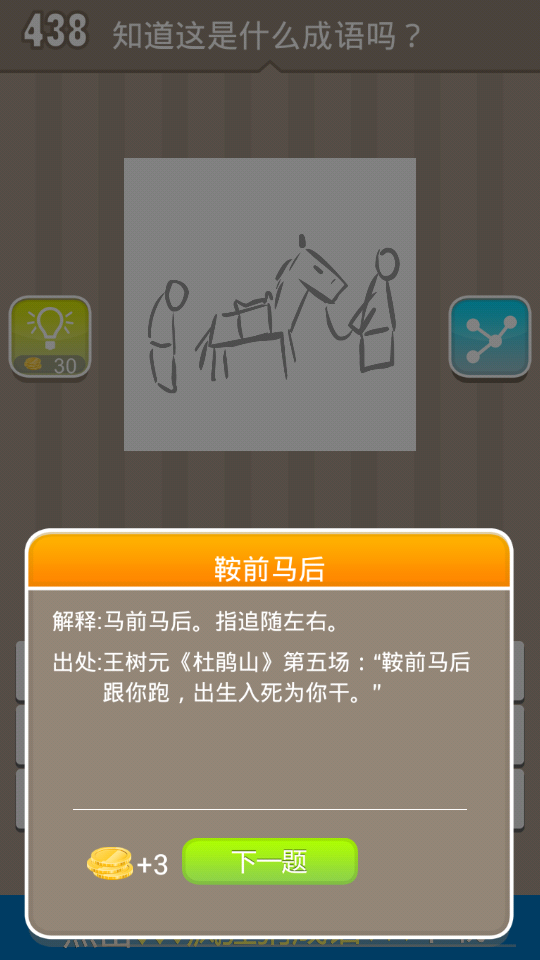 438 知道这是什么成语吗？
30
鞍前马后
解释:马前马后。指追随左右。
出处:王树元《杜鹃山》第五场：“鞍前马后
跟你跑，出生入死为你干。”
+3 下一题